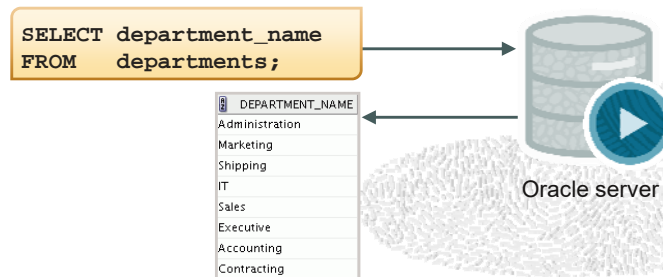 SELECT department_name
FROM departments;
DEPARTMENT_NAME
Administration
Marketing
Shipping
IT
Sales
Executive
Accounting
Contracting
Oracle server